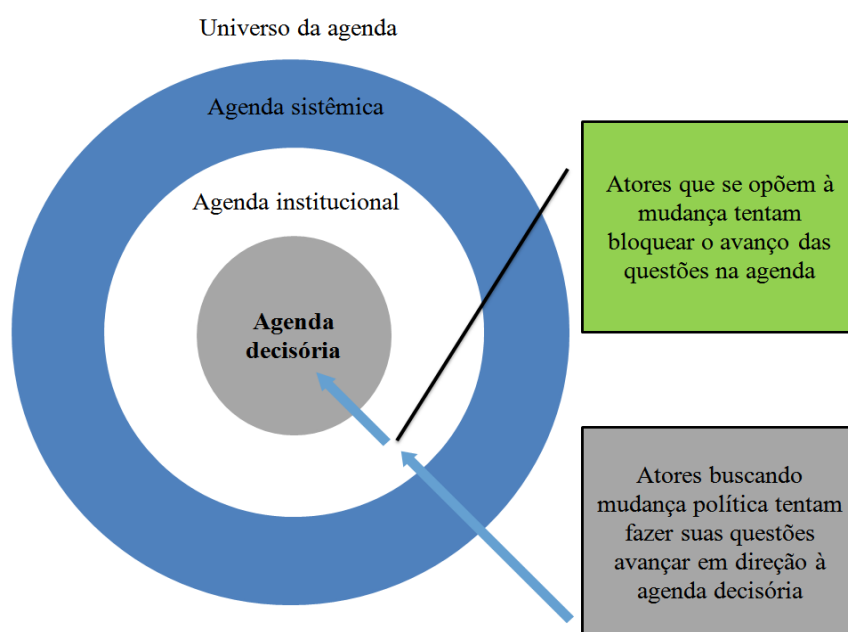 Universo da agenda
Agenda sistêmica
Agenda institucional
Agenda
decisória
Atores que se opõem à
mudança tentam
bloquear o avanço das
questões na agenda
Atores buscando
mudança política tentam
fazer suas questões
avançar em direção à
agenda decisória